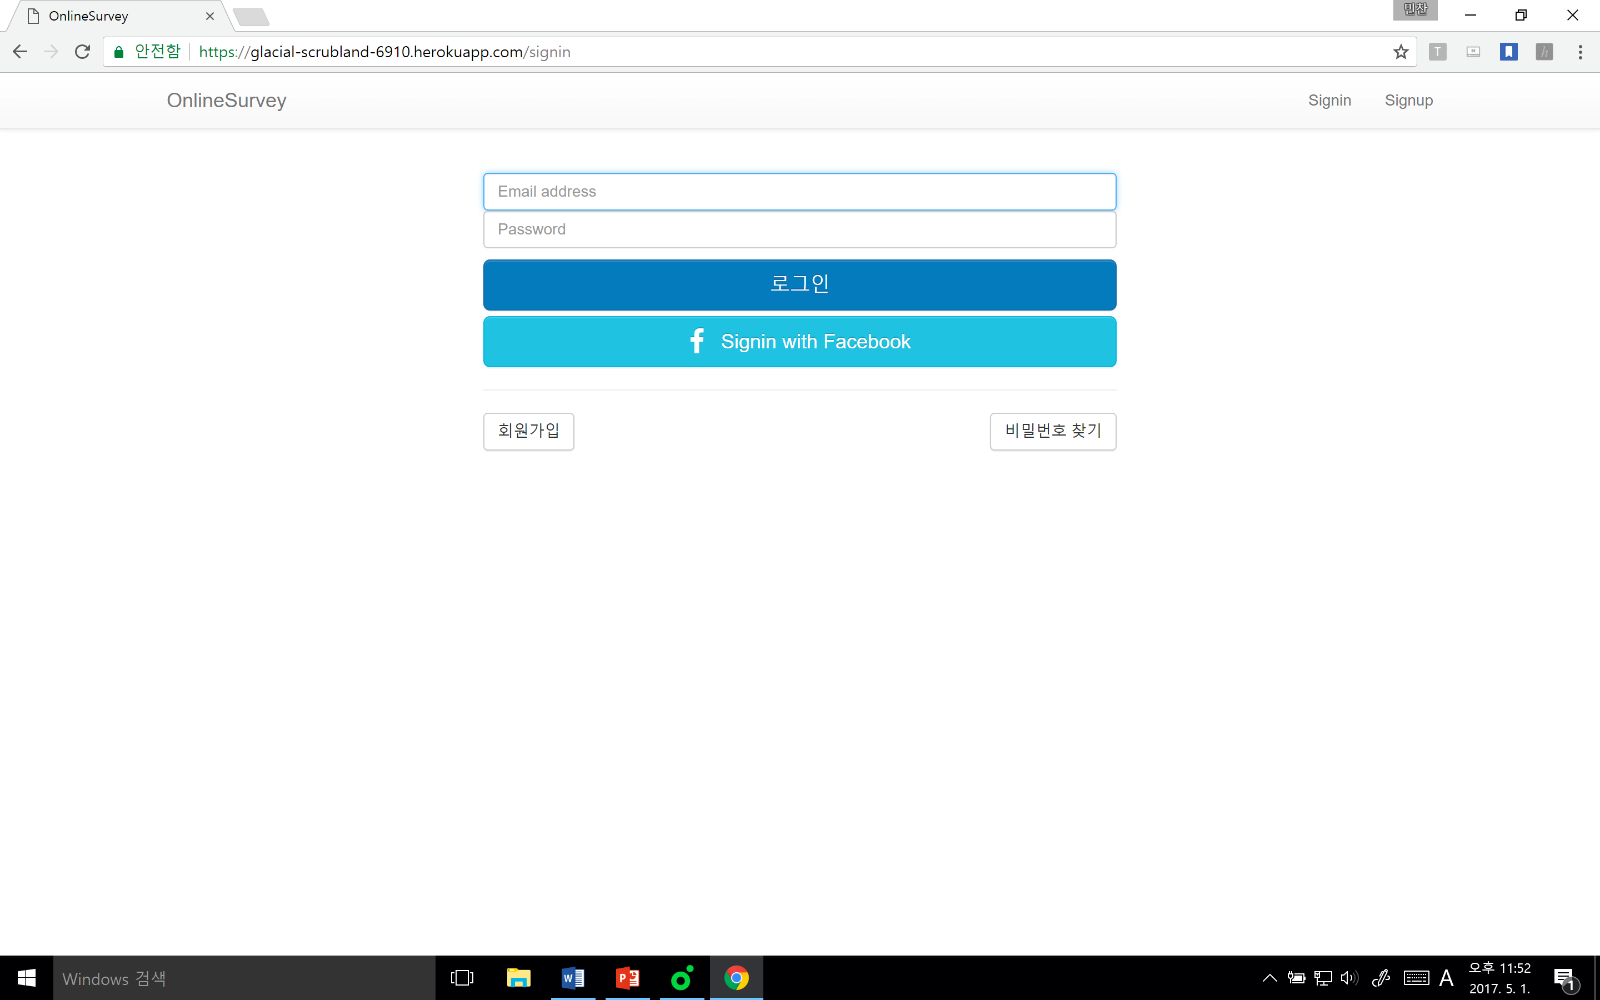 OnlineSurvey
민찬
안전함 https://glacial-scrubland-6910.herokuapp.com/signin
OnlineSurvey
Signin Signup
Email address
Password
로그인
Signin with Facebook
회원가입 비밀번호 찾기
Windows 검색
A
오후 11:52
2017. 5. 1.
1